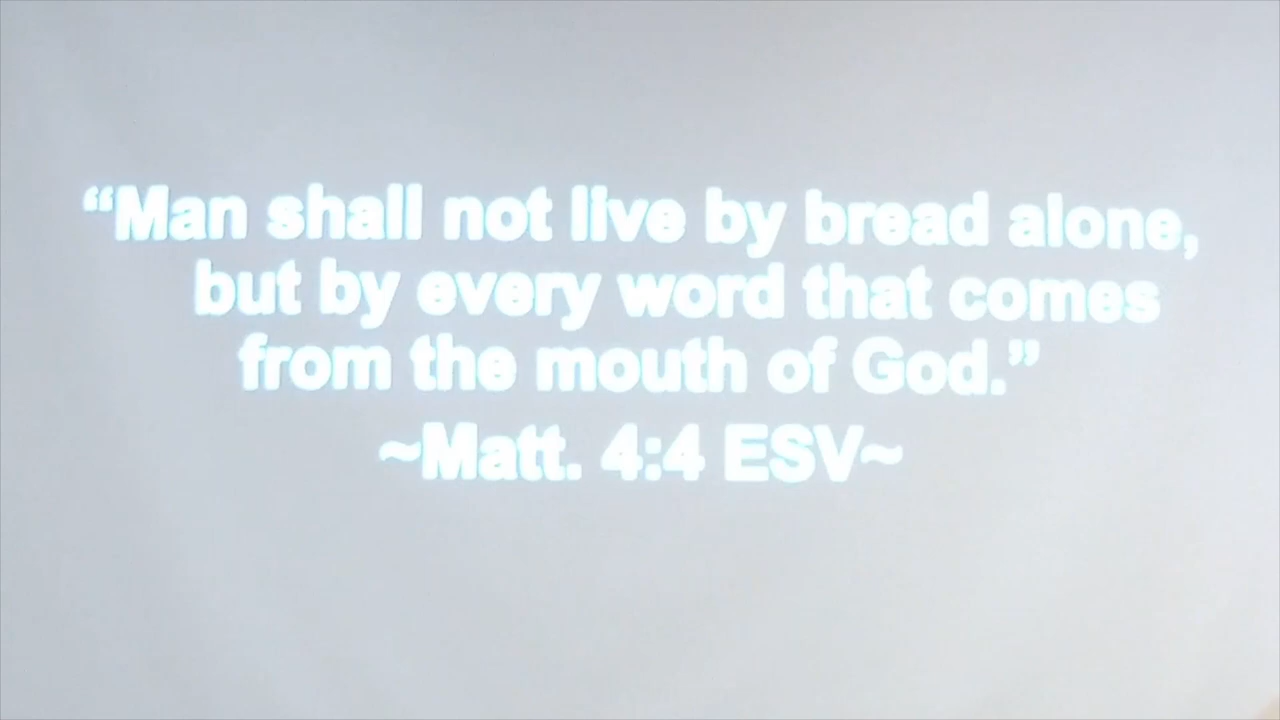 “Man shall not live by bread alone,
but by every word that comes
from the mouth of God.”
~Matt. 4:4 ESV~